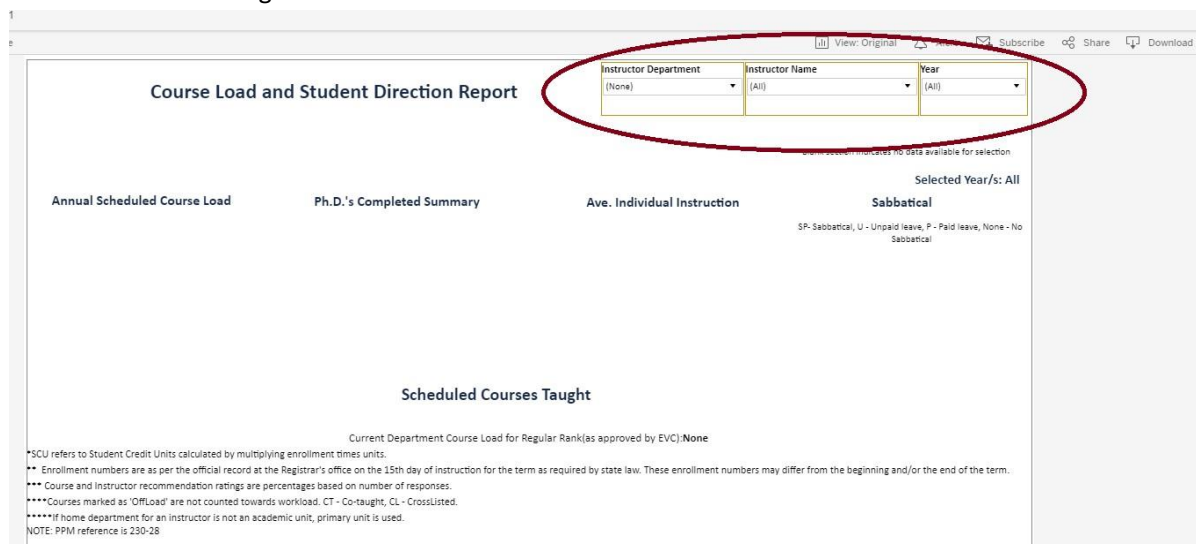 1
e
View: Original Subscribe Share Download
Course Load and Student Direction Report
Instructor Department Instructor Name Year
(None) (All) (All)
section indicates no data available for selection
Selected Year/s: All
Annual Scheduled Course Load Ph.D.'s Completed Summary Ave. Individual Instruction Sabbatical
SP- Sabbatical, U - Unpaid leave, P - Paid leave, None - No
Sabbatical
Scheduled Courses Taught
Current Department Course Load for Regular Rank(as approved by EVC):None
*SCU refers to Student Credit Units calculated by multiplying enrollment times units.
** Enrollment numbers are as per the official record at the Registrar's office on the 15th day of instruction for the term as required by state law. These enrollment numbers may differ from the beginning and/or the end of the term.
*** Course and Instructor recommendation ratings are percentages based on number of responses.
****Courses marked as 'OffLoad' are not counted towards workload. CT - Co-taught, CL - CrossListed.
*****If home department for an instructor is not an academic unit, primary unit is used.
NOTE: PPM reference is 230-28